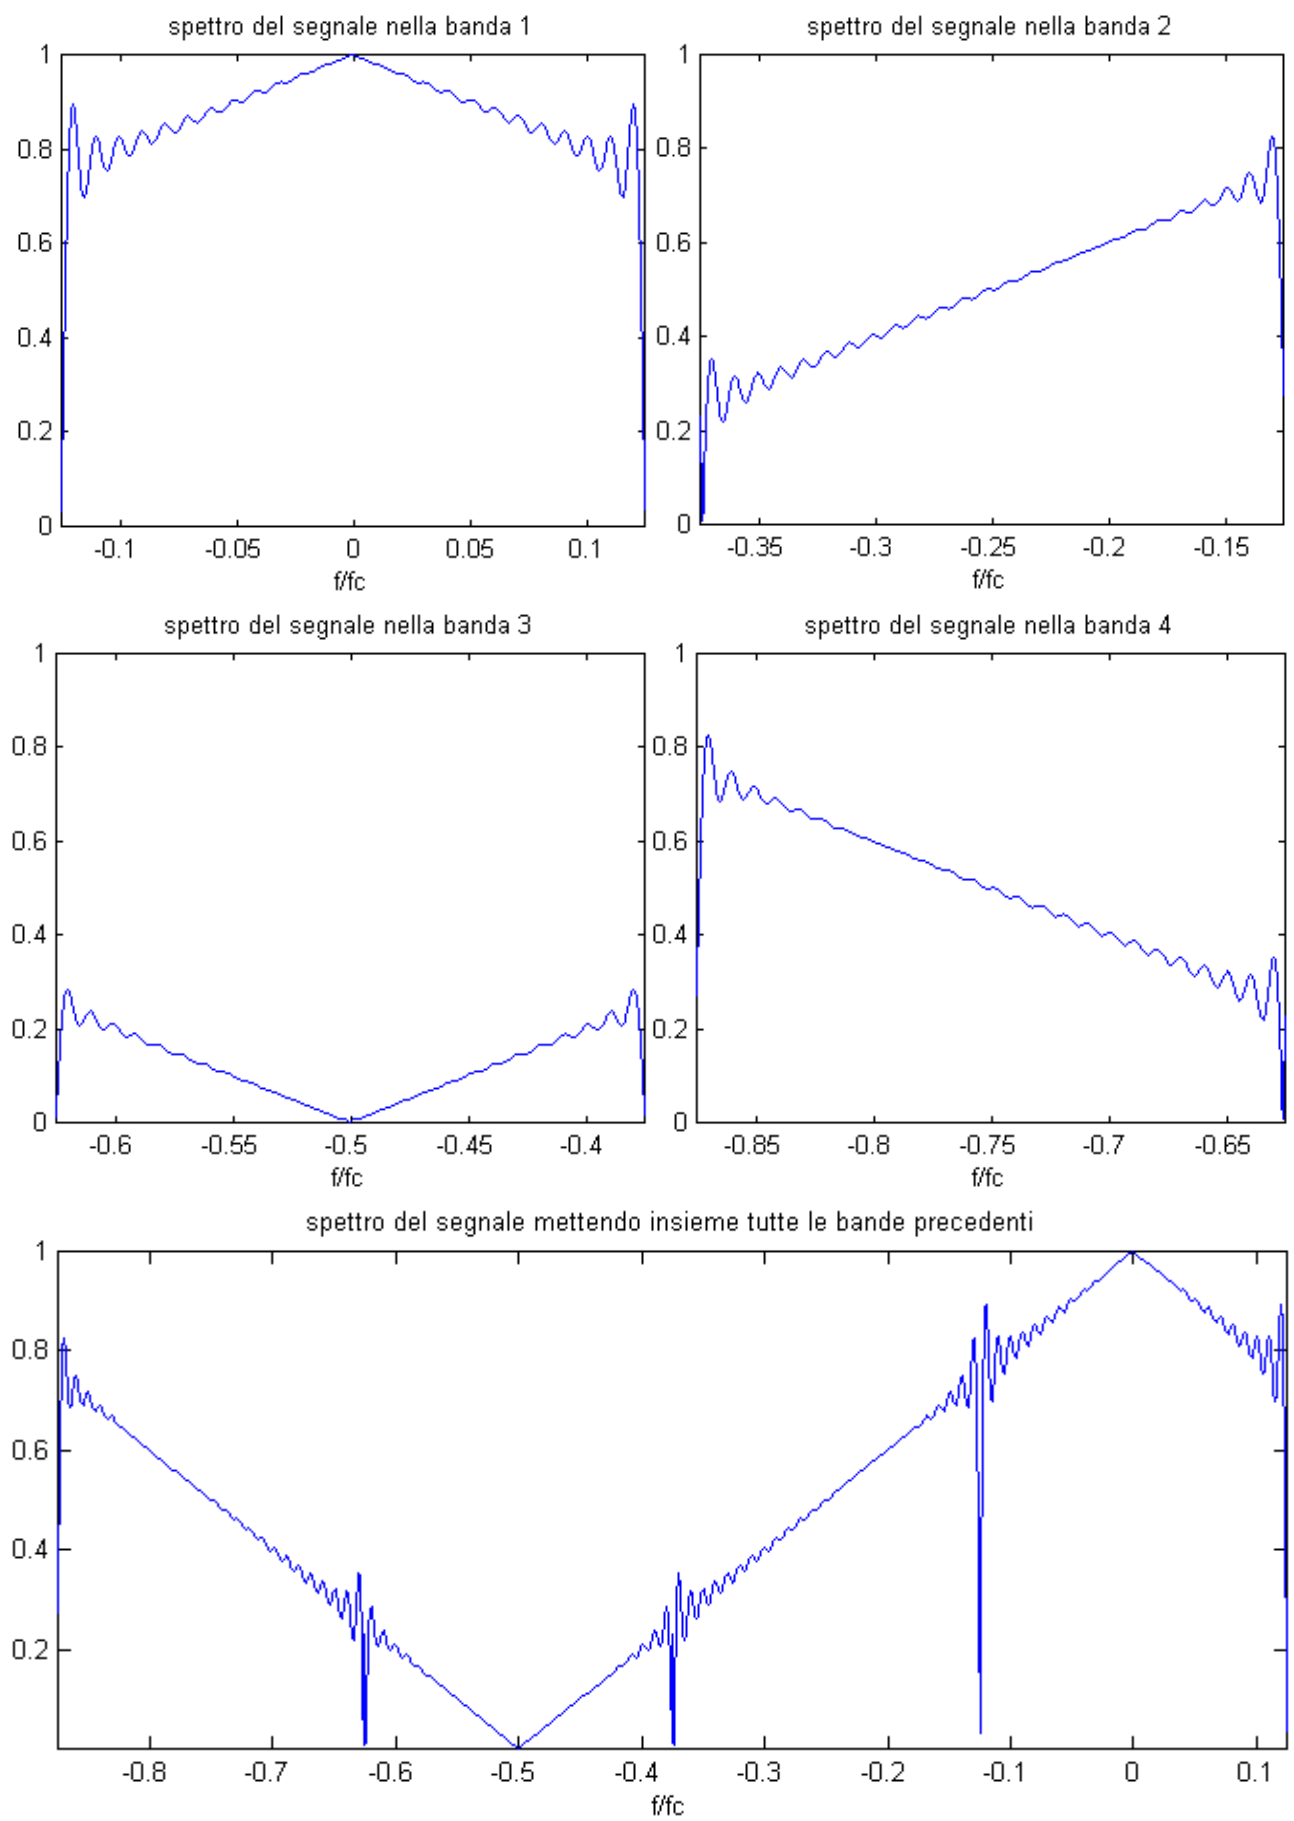 spettro del segnale nella banda 1
1
0.8
0.6
0.4
0.2
0
-0.1 -0.05 0 0.05 0.1
f/fc
spettro del segnale nella banda 2
1
0.8
0.6
0.4
0.2
0
-0.35 -0.3 -0.25 -0.2 -0.15
f/fc
spettro del segnale nella banda 3
1
0.8
0.6
0.4
0.2
0
-0.6 -0.55 -0.5 -0.45 -0.4
f/fc
spettro del segnale nella banda 4
1
0.8
0.6
0.4
0.2
0
-0.85 -0.8 -0.75 -0.7 -0.65
f/fc
spettro del segnale mettendo insieme tutte le bande precedenti
1
0.8
0.6
0.4
0.2
-0.8 -0.7 -0.6 -0.5 -0.4 -0.3 -0.2 -0.1 0 0.1
f/fc